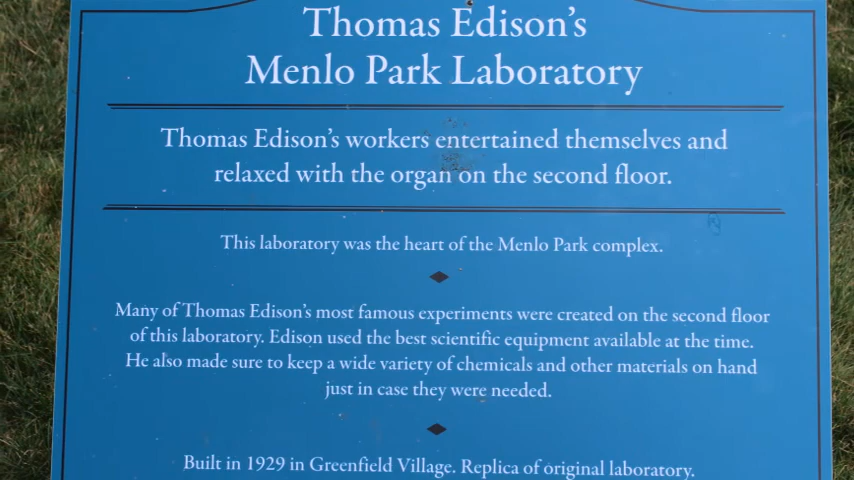 Thomas Edison’s
Menlo Park Laboratory
Thomas Edison’s workers entertained themselves and
relaxed with the organ on the second floor.
This laboratory was the heart of the Menlo Park complex.
Many of Thomas Edison’s most famous experiments were created on the second floor
of this laboratory. Edison used the best scientific equipment available at the time.
He also made sure to keep a wide variety of chemicals and other materials on hand
just in case they were needed.
Built in 1929 in Greenfield Village. Replica of original laboratory.